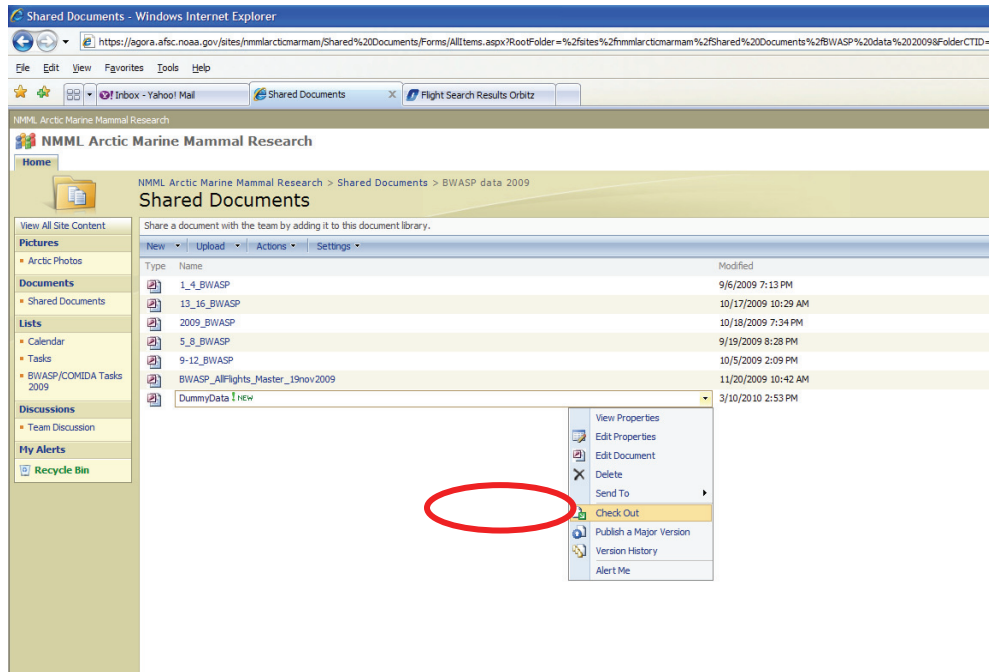 Shared Documents - Windows Internet Explorer
https://agora.afsc.noaa.gov/sites/nmmlarcticmarmam/Shared%20Documents/Forms/AllItems.aspx?RootFolder=%2fsites%2fnmmlarcticmarmam%2fShared%20Documents%2fBWASP%20data%202009&FolderCTID=
File Edit View Favorites Tools Help
Inbox - Yahoo! Mail Shared Documents X Flight Search Results Orbitz
NMML Arctic Marine Mammal Research
NMML Arctic Marine Mammal Research
Home
NMML Arctic Marine Mammal Research > Shared Documents > BWASP data 2009
Shared Documents
View All Site Content
Pictures
Arctic Photos
Documents
Shared Documents
Lists
Calendar
Tasks
BWASP/COMIDA Tasks
2009
Discussions
Team Discussion
My Alerts
Recycle Bin
Share a document with the team by adding it to this document library.
New Upload Actions Settings
Type Name Modified
1_4_BWASP 9/6/2009 7:13 PM
13_16_BWASP 10/17/2009 10:29 AM
2009_BWASP 10/18/2009 7:34 PM
5_8_BWASP 9/19/2009 8:28 PM
9-12_BWASP 10/5/2009 2:09 PM
BWASP_AllFlights_Master_19nov2009 11/20/2009 10:42 AM
DummyData ! NEW 3/10/2010 2:53 PM
View Properties
Edit Properties
Edit Document
Delete
Send To
Check Out
Publish a Major Version
Version History
Alert Me